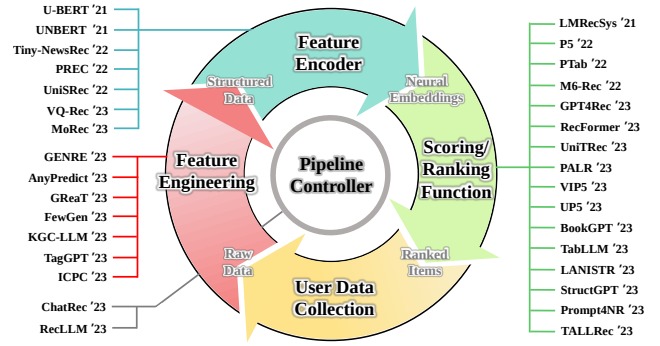 U-BERT ‘21
UNBERT ‘21
Tiny-NewsRec ‘22
PREC ‘22
UniSRec ‘22
VQ-Rec ‘23
MoRec ‘23
GENRE ‘23
AnyPredict ‘23
GReaT ‘23
FewGen ‘23
KGC-LLM ‘23
TagGPT ‘23
ICPC ‘23
ChatRec ‘23
RecLLM ‘23
Feature
Encoder
Structured
Data
Neural
Embeddings
Feature
Engineering
Pipeline
Controller
Scoring/
Ranking
Function
Raw
Data
Ranked
Items
User Data
Collection
LMRecSys ‘21
P5 ‘22
PTab ‘22
M6-Rec ‘22
GPT4Rec ‘23
RecFormer ‘23
UniTRec ‘23
PALR ‘23
VIP5 ‘23
UP5 ‘23
BookGPT ‘23
TabLLM ‘23
LANISTR ‘23
StructGPT ‘23
Prompt4NR ‘23
TALLRec ‘23